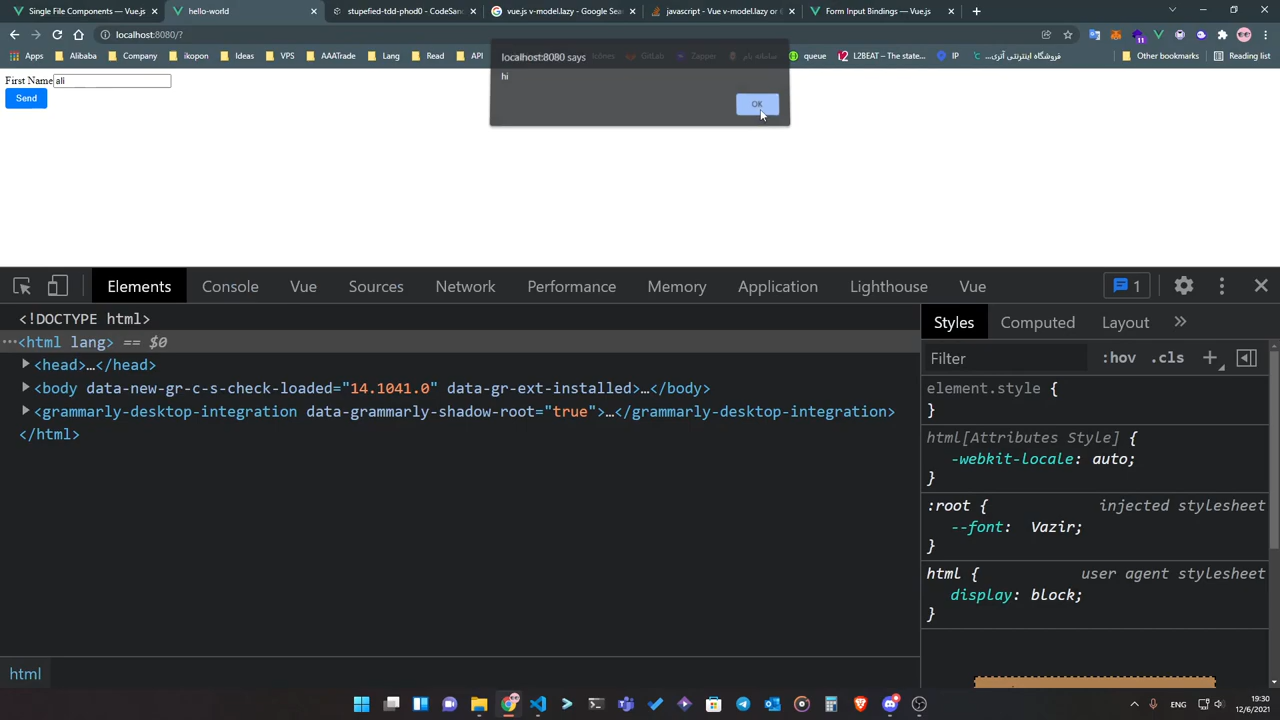 Single File Components — Vue.js
hello-world
stupefied-tdd-phod0 - CodeSan
vue.js v-model.lazy - Google Sea
javascript - Vue v-model.lazy or
Form Input Bindings — Vue.js
localhost:8080/?
Apps
Alibaba
Company
ikopon
Ideas
VPS
AAATrade
Job
Learn
Read
API
GitLab
Zapper
queue
L2BEAT – The state...
IP
Other bookmarks
Reading list
localhost:8080 says
hi
OK
First Name
ali
Send
Elements
Console
Vue
Sources
Network
Performance
Memory
Application
Lighthouse
Vue
1
<!DOCTYPE html>
···<html lang> == $0
<head>…</head>
<body data-new-gr-c-s-check-loaded="14.1041.0" data-gr-ext-installed>…</body>
<grammarly-desktop-integration data-grammarly-shadow-root="true">…</grammarly-desktop-integration>
</html>
Styles
Computed
Layout
Filter
:hov
.cls
element.style {
}
html[Attributes Style] {
-webkit-locale: auto;
}
:root {
injected stylesheet
--font: Vazir;
}
html {
user agent stylesheet
display: block;
}
html
ENG
19:30
12/6/2021